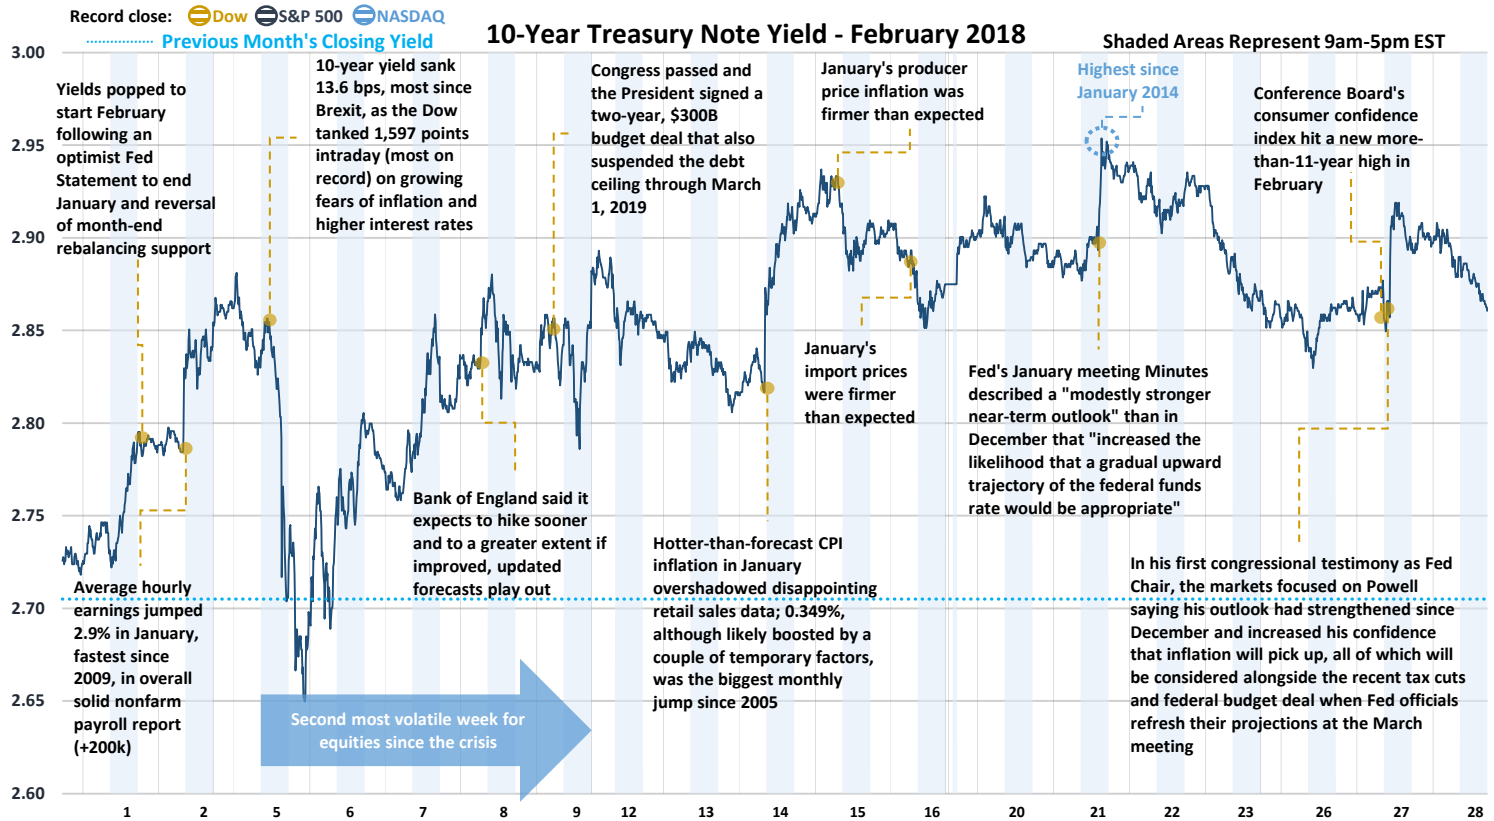 Record close: Dow S&P 500 NASDAQ
Previous Month's Closing Yield
10-Year Treasury Note Yield - February 2018
Shaded Areas Represent 9am-5pm EST
3.00
2.95
2.90
2.85
2.80
2.75
2.70
2.65
2.60
Yields popped to
start February
following an
optimist Fed
Statement to end
January and reversal
of month-end
rebalancing support
10-year yield sank
13.6 bps, most since
Brexit, as the Dow
tanked 1,597 points
intraday (most on
record) on growing
fears of inflation and
higher interest rates
Congress passed and
the President signed a
two-year, $300B
budget deal that also
suspended the debt
ceiling through March
1, 2019
January's producer
price inflation was
firmer than expected
Highest since
January 2014
Conference Board's
consumer confidence
index hit a new more-
than-11-year high in
February
January's
import prices
were firmer
than expected
Fed's January meeting Minutes
described a "modestly stronger
near-term outlook" than in
December that "increased the
likelihood that a gradual upward
trajectory of the federal funds
rate would be appropriate"
Bank of England said it
expects to hike sooner
and to a greater extent if
improved, updated
forecasts play out
Average hourly
earnings jumped
2.9% in January,
fastest since
2009, in overall
solid nonfarm
payroll report
(+200k)
Hotter-than-forecast CPI
inflation in January
overshadowed disappointing
retail sales data; 0.349%,
although likely boosted by a
couple of temporary factors,
was the biggest monthly
jump since 2005
In his first congressional testimony as Fed
Chair, the markets focused on Powell
saying his outlook had strengthened since
December and increased his confidence
that inflation will pick up, all of which will
be considered alongside the recent tax cuts
and federal budget deal when Fed officials
refresh their projections at the March
meeting
Second most volatile week for
equities since the crisis
1 2 5 6 7 8 9 12 13 14 15 16 20 21 22 23 26 27 28